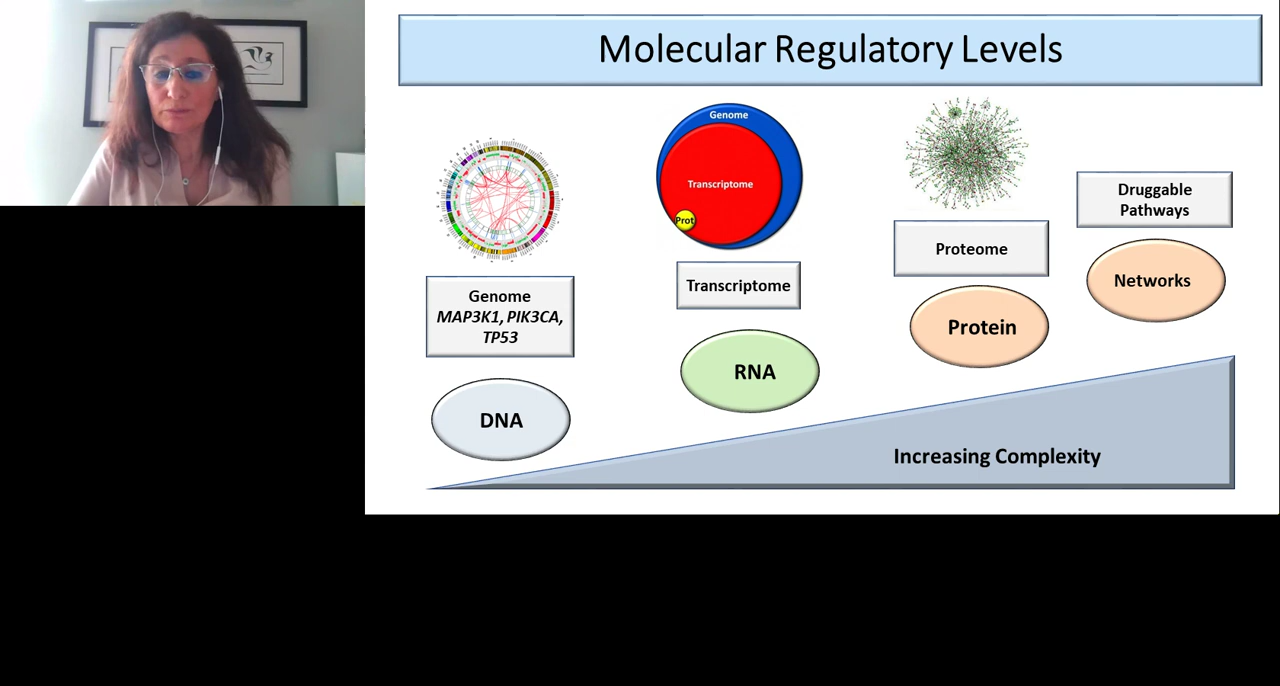 Molecular Regulatory Levels
Genome
Transcriptome
Prot
Genome
MAP3K1, PIK3CA,
TP53
DNA
Transcriptome
RNA
Proteome
Protein
Druggable
Pathways
Networks
Increasing Complexity